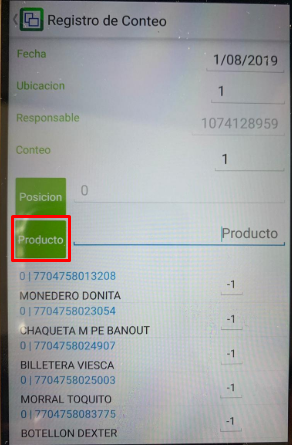 Registro de Conteo
Fecha 1/08/2019
Ubicacion 1
Responsable 1074128959
Conteo 1
Posicion 0
Producto Producto
0 | 7704758013208
MONEDERO DONITA -1
0 | 7704758023054
CHAQUETA M PE BANOUT -1
0 | 7704758024907
BILLETERA VIESCA -1
0 | 7704758025003
MORRAL TOQUITO -1
0 | 7704758083775
BOTELLON DEXTER -1